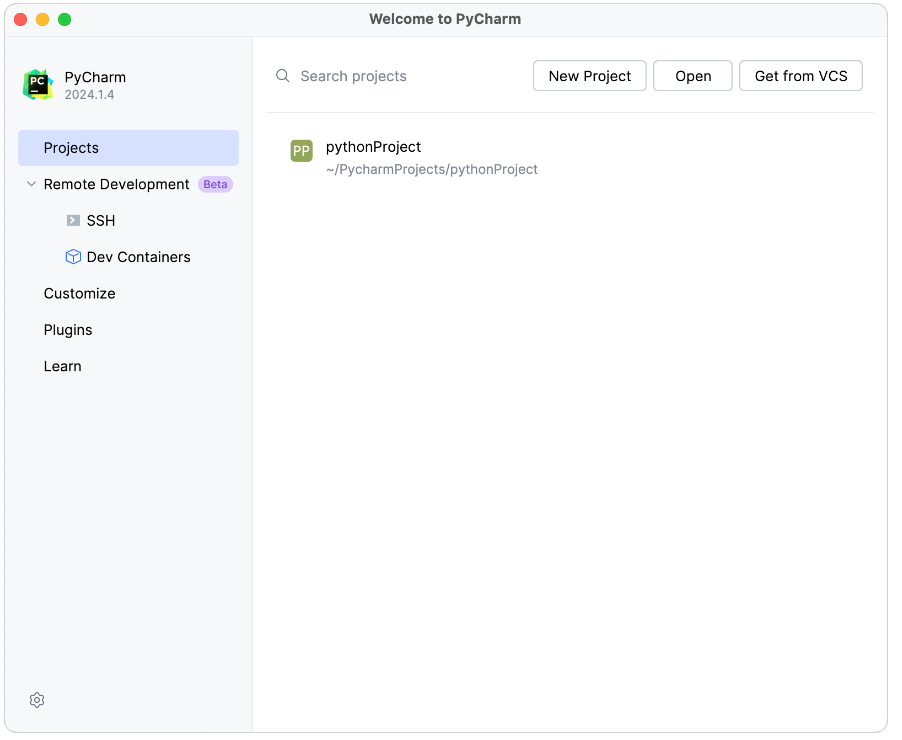 Welcome to PyCharm
PC
PyCharm
2024.1.4
Projects
Remote Development Beta
SSH
Dev Containers
Customize
Plugins
Learn
Search projects
New Project
Open
Get from VCS
PP
pythonProject
~/PycharmProjects/pythonProject